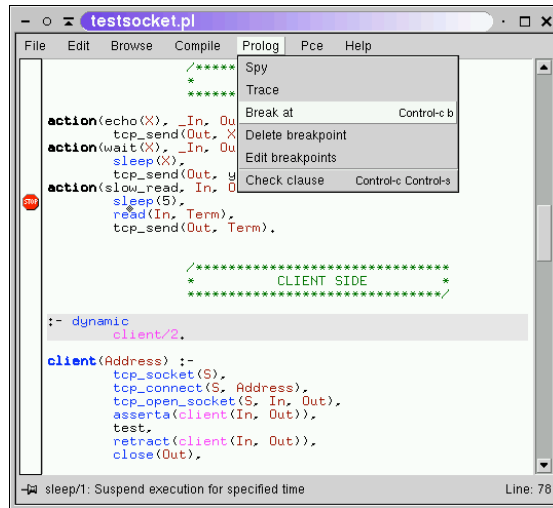 testsocket.pl
File Edit Browse Compile Prolog Pce Help
Spy
Trace
Break at Control-c b
Delete breakpoint
Edit breakpoints
Check clause Control-c Control-s
/*****
*
*****
action(echo(X), _In, Ou
tcp_send(Out, X
action(wait(X), _In, Ou
sleep(X),
tcp_send(Out, y
action(slow_read, In, O
STOP
sleep(5),
read(In, Term),
tcp_send(Out, Term).
/*******************************
* CLIENT SIDE *
*******************************/
:- dynamic
client/2.
client(Address) :-
tcp_socket(S),
tcp_connect(S, Address),
tcp_open_socket(S, In, Out),
asserta(client(In, Out)),
test,
retract(client(In, Out)),
close(Out),
sleep/1: Suspend execution for specified time Line: 78